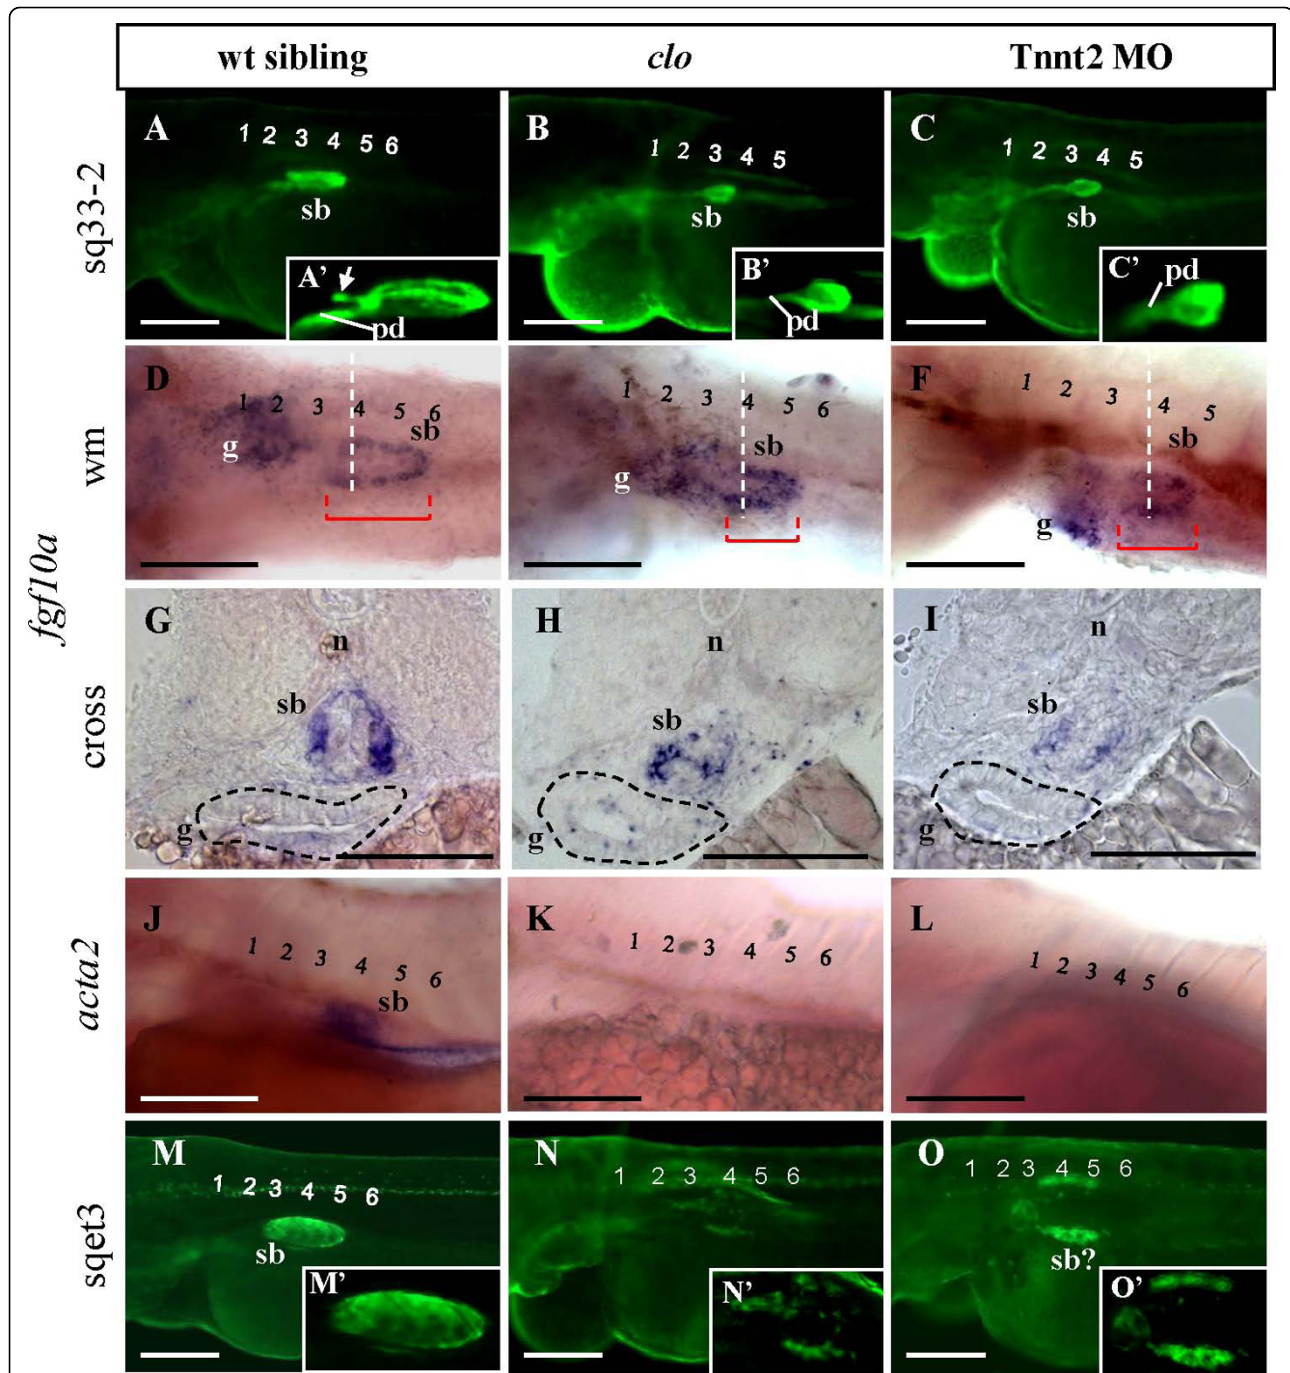 wt sibling clo Tnnt2 MO
sq33-2
A 1 2 3 4 5 6 sb
A' pd
B 1 2 3 4 5 sb
B' pd
C 1 2 3 4 5 sb
C' pd
fgf10a
wm
D 1 2 3 4 5 6 sb g
E 1 2 3 4 5 6 sb g
F 1 2 3 4 5 sb g
cross
G n sb g
H n sb g
I n sb g
acta2
J 1 2 3 4 5 6 sb
K 1 2 3 4 5 6
L 1 2 3 4 5 6
sqet3
M 1 2 3 4 5 6 sb
M'
N 1 2 3 4 5 6
N'
O 1 2 3 4 5 6 sb?
O'